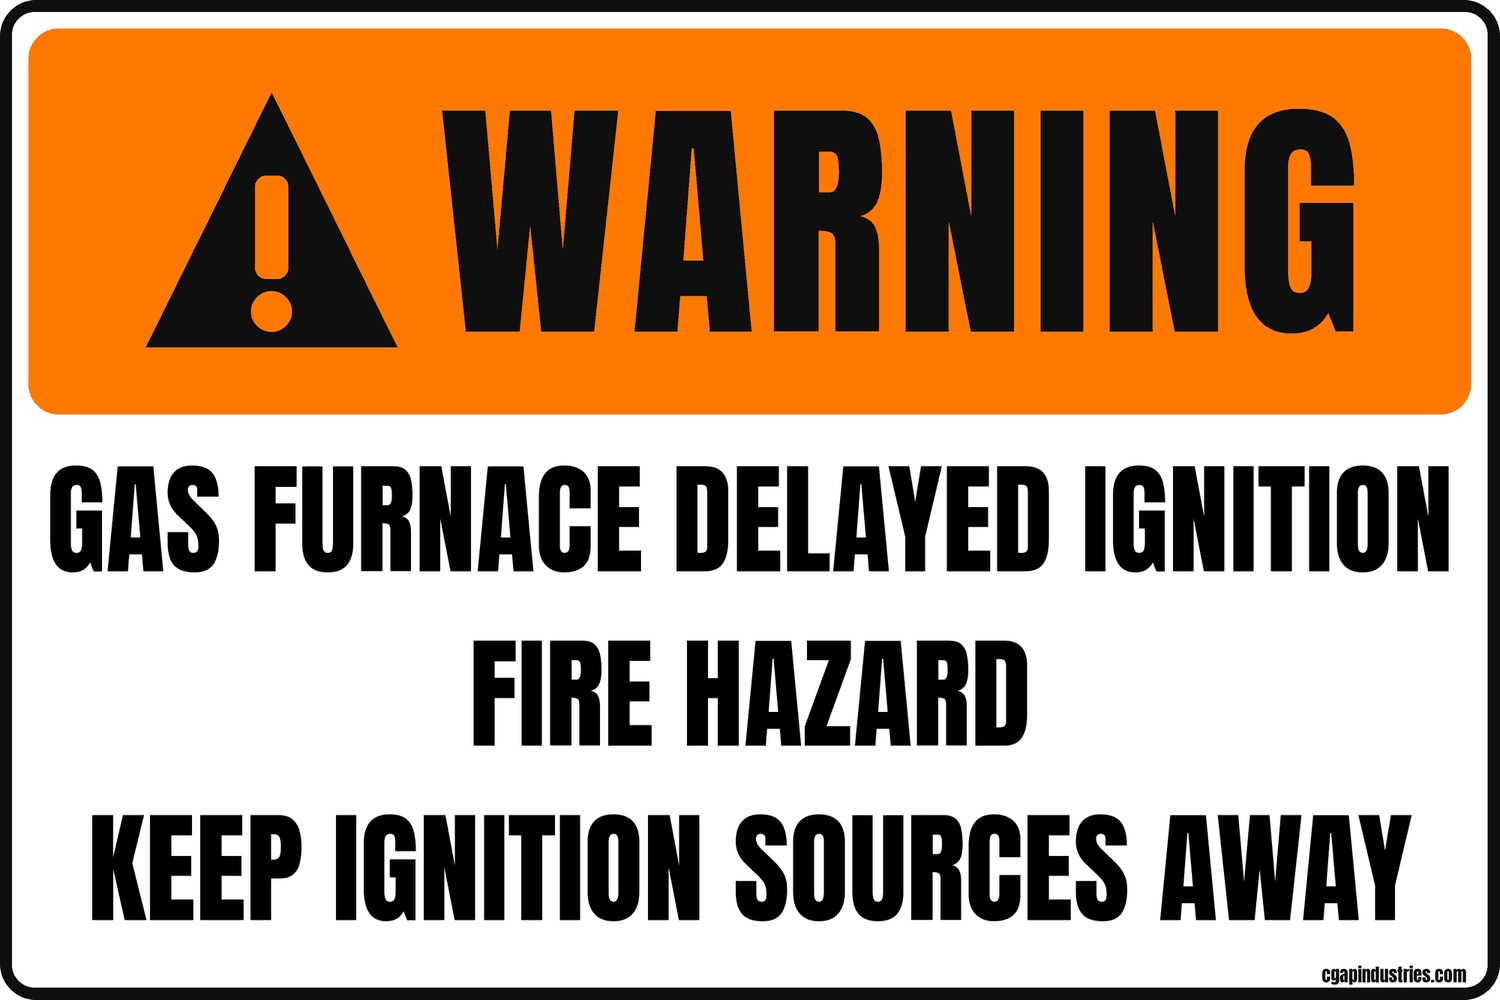 WARNING
GAS FURNACE DELAYED IGNITION
FIRE HAZARD
KEEP IGNITION SOURCES AWAY
cgapindustries.com